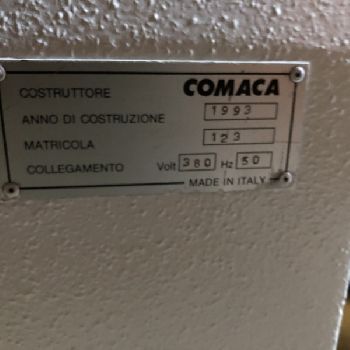 COSTRUTTORE COMACA
ANNO DI COSTRUZIONE 1993
MATRICOLA 123
COLLEGAMENTO Volt 380 Hz 50
MADE IN ITALY